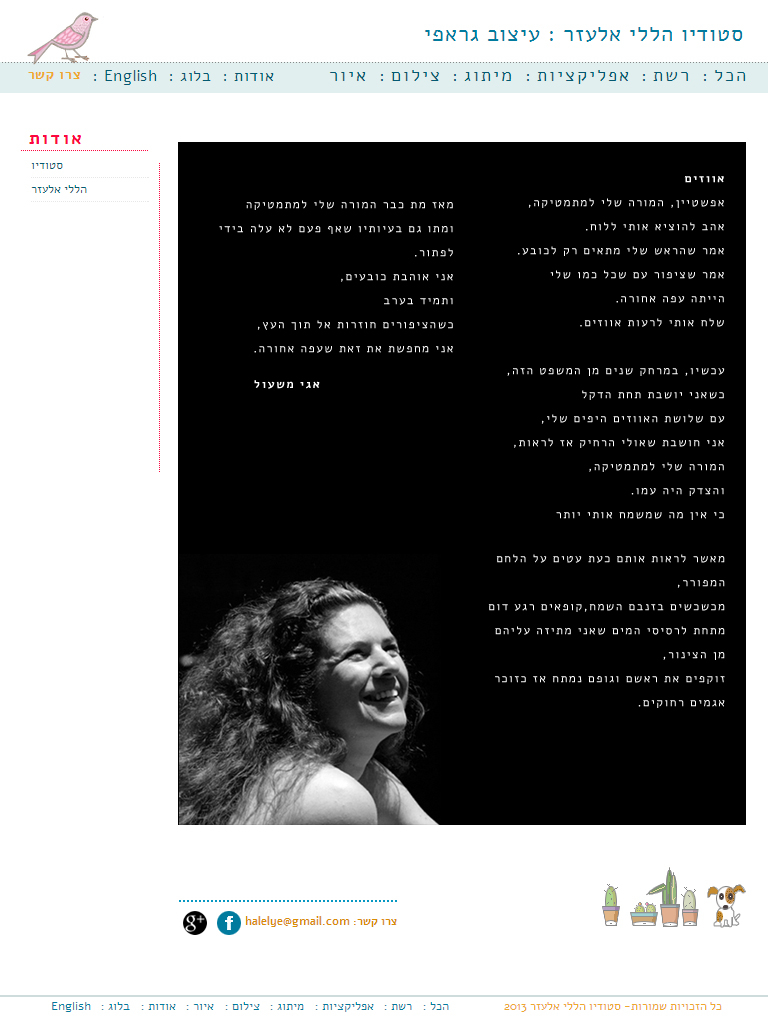 סטודיו הללי אלעזר : עיצוב גראפי
הכל : רשת : אפליקציות : מיתוג : צילום : איור
אודות : בלוג : English : צרו קשר
אודות
סטודיו
הללי אלעזר
אווזים
אפשטיין, המורה שלי למתמטיקה,
אהב להוציא אותי ללוח.
אמר שהראש שלי מתאים רק לכובע.
אמר שציפור עם שכל כמו שלי
הייתה עפה אחורה.
שלח אותי לרעות אווזים.
עכשיו, במרחק שנים מן המשפט הזה,
כשאני יושבת תחת הדקל
עם שלושת האווזים היפים שלי,
אני חושבת שאולי הרחיק אז לראות,
המורה שלי למתמטיקה,
והצדק היה עמו.
כי אין מה שמשמח אותי יותר
מאשר לראות אותם כעת עטים על הלחם
המפורר,
מכשכשים בזנבם השמח,קופאים רגע דום
מתחת לרסיסי המים שאני מתיזה עליהם
מן הצינור,
זוקפים את ראשם וגופם נמתח אז כזוכר
אגמים רחוקים.
מאז מת כבר המורה שלי למתמטיקה
ומתו גם בעיותיו שאף פעם לא עלה בידי
לפתור.
אני אוהבת כובעים,
ותמיד בערב
כשהציפורים חוזרות אל תוך העץ,
אני מחפשת את זאת שעפה אחורה.
אגי משעול
צרו קשר: halelye@gmail.com
כל הזכויות שמורות- סטודיו הללי אלעזר 2013
הכל : רשת : אפליקציות : מיתוג : צילום : איור : אודות : בלוג : English